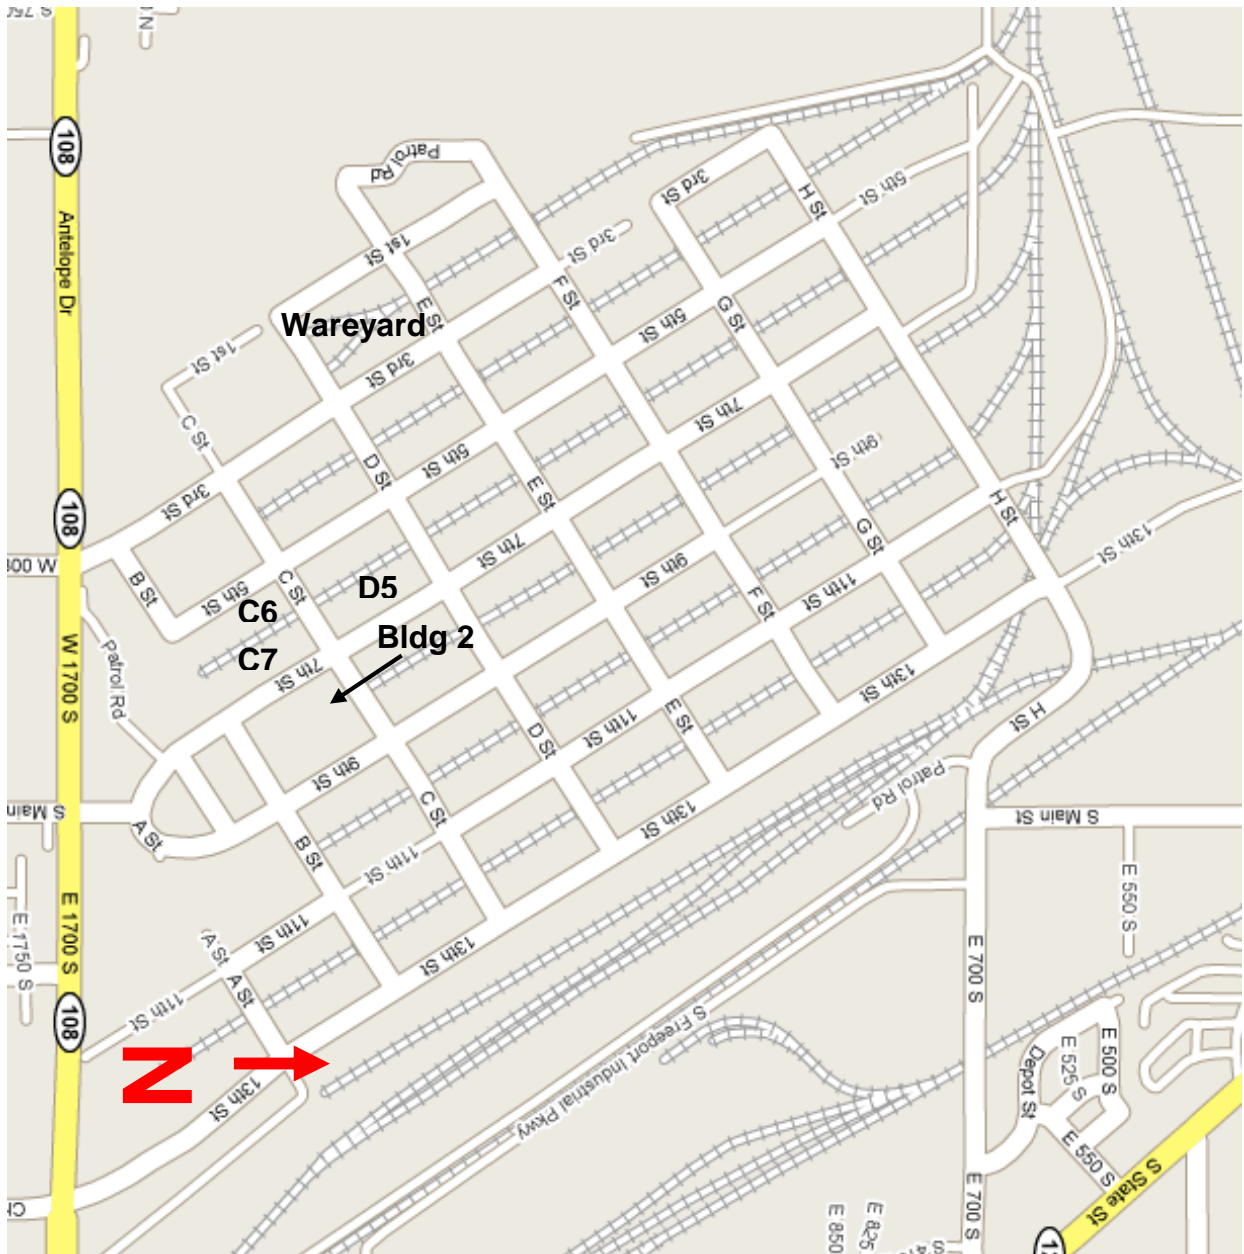 S 750
N
108
Antelope Dr
Patrol Rd
3rd St
H St
5th St
1st St
3rd St
F St
E St
G St
5th St
Wareyard
1st St
3rd St
7th St
C St
D St
5th St
9th St
3rd St
E St
H St
108
W 800
B St
5th St
C St
7th St
G St
13th St
D5
C6
9th St
F St
11th St
Bldg 2
C7
7th St
W 1700 S
Patrol Rd
13th St
E St
H St
D St
11th St
9th St
Patrol Rd
S Main
A St
C St
13th St
S Main St
B St
11th St
E 550 S
E 1700 S
E 1750 S
11th St
13th St
A St
A St
E 700 S
11th St
108
S Freeport Industrial Pkwy
N
13th St
Depot St
E 525 S
E 500 S
E 550 S
S State St
E 700 S
E 850
E 825